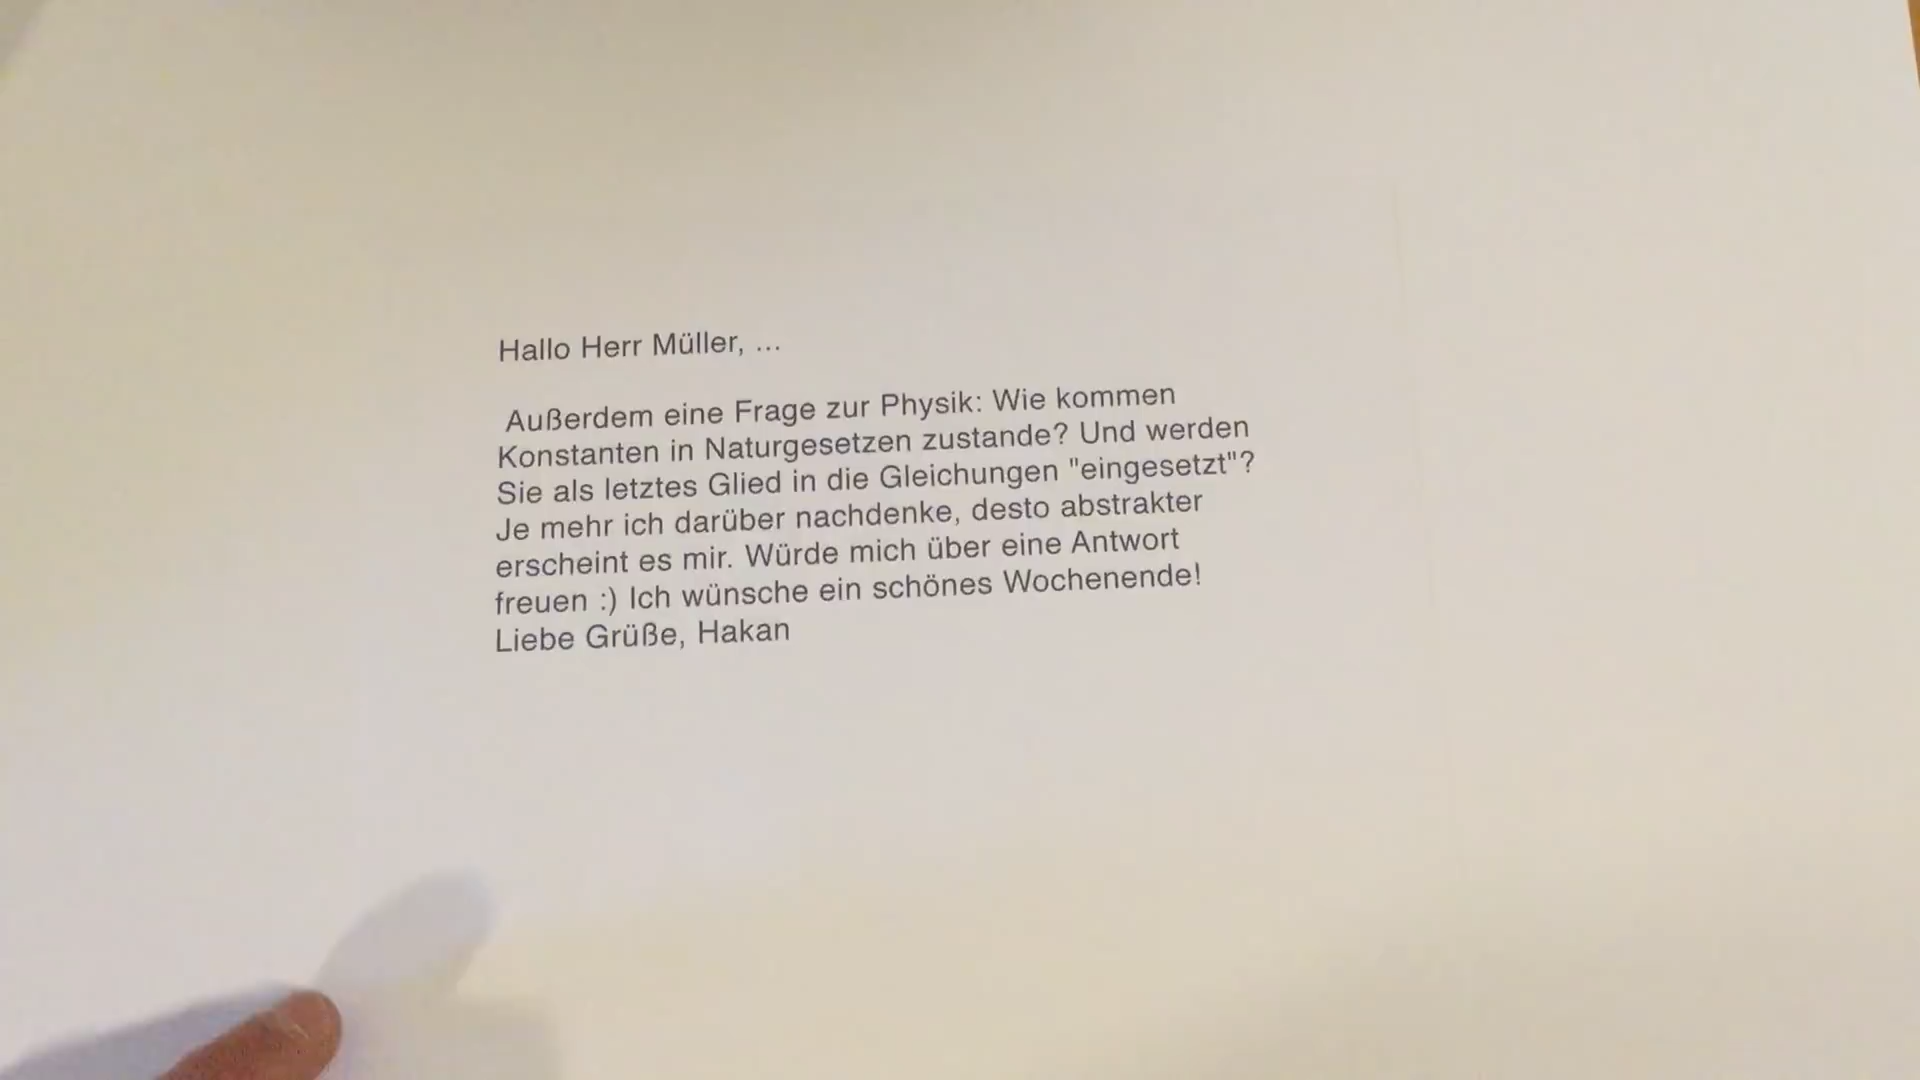 Hallo Herr Müller, ...
Außerdem eine Frage zur Physik: Wie kommen
Konstanten in Naturgesetzen zustande? Und werden
Sie als letztes Glied in die Gleichungen "eingesetzt"?
Je mehr ich darüber nachdenke, desto abstrakter
erscheint es mir. Würde mich über eine Antwort
freuen :) Ich wünsche ein schönes Wochenende!
Liebe Grüße, Hakan